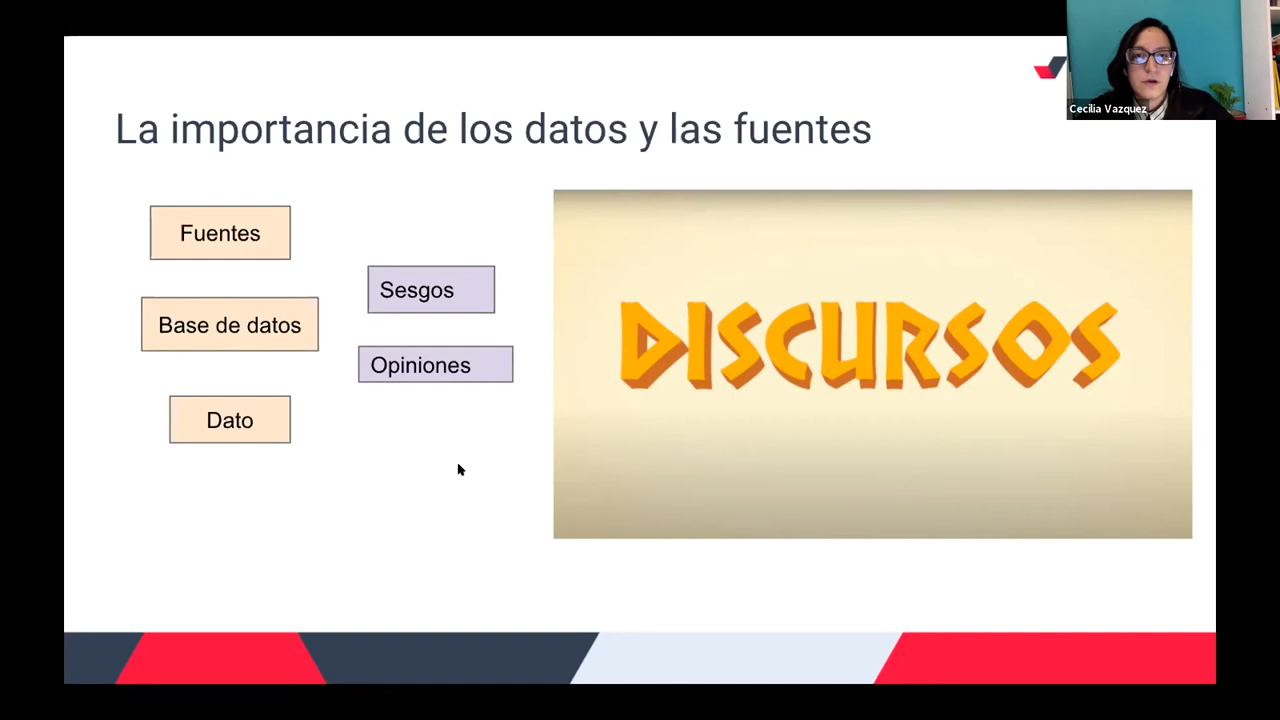 Cecilia Vazquez
La importancia de los datos y las fuentes
Fuentes
Base de datos
Dato
Sesgos
Opiniones
DISCURSOS